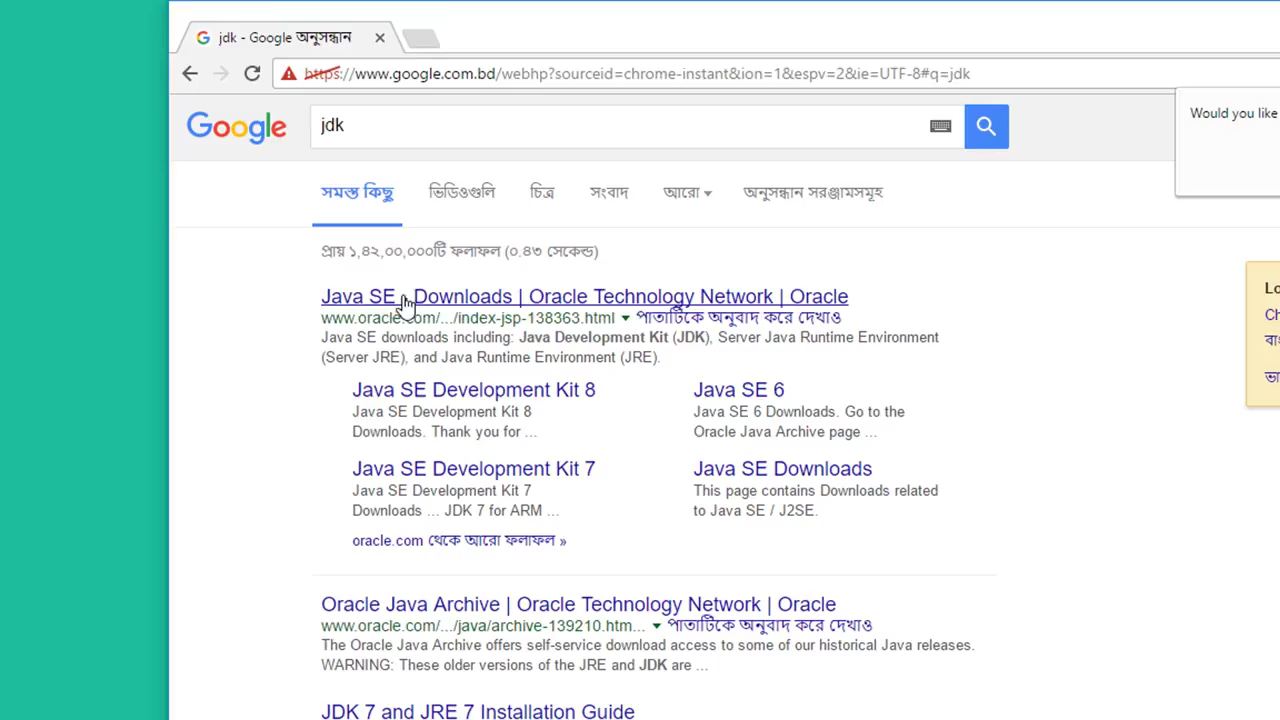 jdk - Google অনুসন্ধান
https://www.google.com.bd/webhp?sourceid=chrome-instant&ion=1&espv=2&ie=UTF-8#q=jdk
Would you like
Google
jdk
সমস্ত কিছু ভিডিওগুলি চিত্র সংবাদ আরো অনুসন্ধান সরঞ্জামসমূহ
প্রায় ১,৪২,০০,০০০টি ফলাফল (০.৪৩ সেকেন্ড)
Java SE Downloads | Oracle Technology Network | Oracle
www.oracle.com/.../index-jsp-138363.html পাতাটিকে অনুবাদ করে দেখাও
Java SE downloads including: Java Development Kit (JDK), Server Java Runtime Environment
(Server JRE), and Java Runtime Environment (JRE).
Java SE Development Kit 8
Java SE Development Kit 8
Downloads. Thank you for ...
Java SE 6
Java SE 6 Downloads. Go to the
Oracle Java Archive page ...
Java SE Development Kit 7
Java SE Development Kit 7
Downloads ... JDK 7 for ARM ...
Java SE Downloads
This page contains Downloads related
to Java SE / J2SE.
oracle.com থেকে আরো ফলাফল »
Oracle Java Archive | Oracle Technology Network | Oracle
www.oracle.com/.../java/archive-139210.htm... পাতাটিকে অনুবাদ করে দেখাও
The Oracle Java Archive offers self-service download access to some of our historical Java releases.
WARNING: These older versions of the JRE and JDK are ...
JDK 7 and JRE 7 Installation Guide